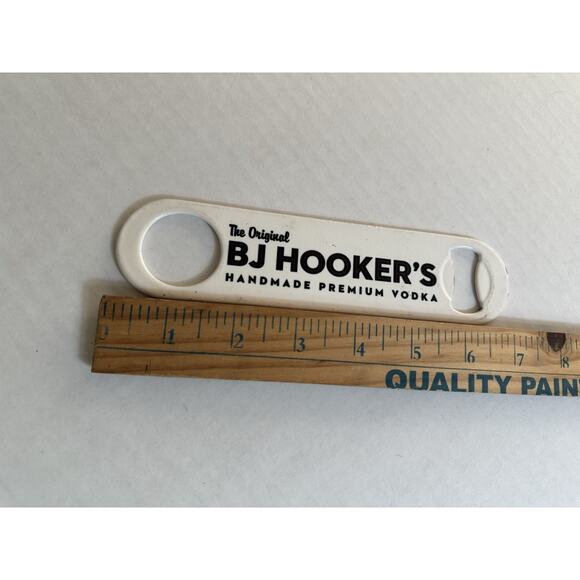 The Original
BJ HOOKER'S
HANDMADE PREMIUM VODKA
1 2 3 4 5 6 7 8
QUALITY PAIN